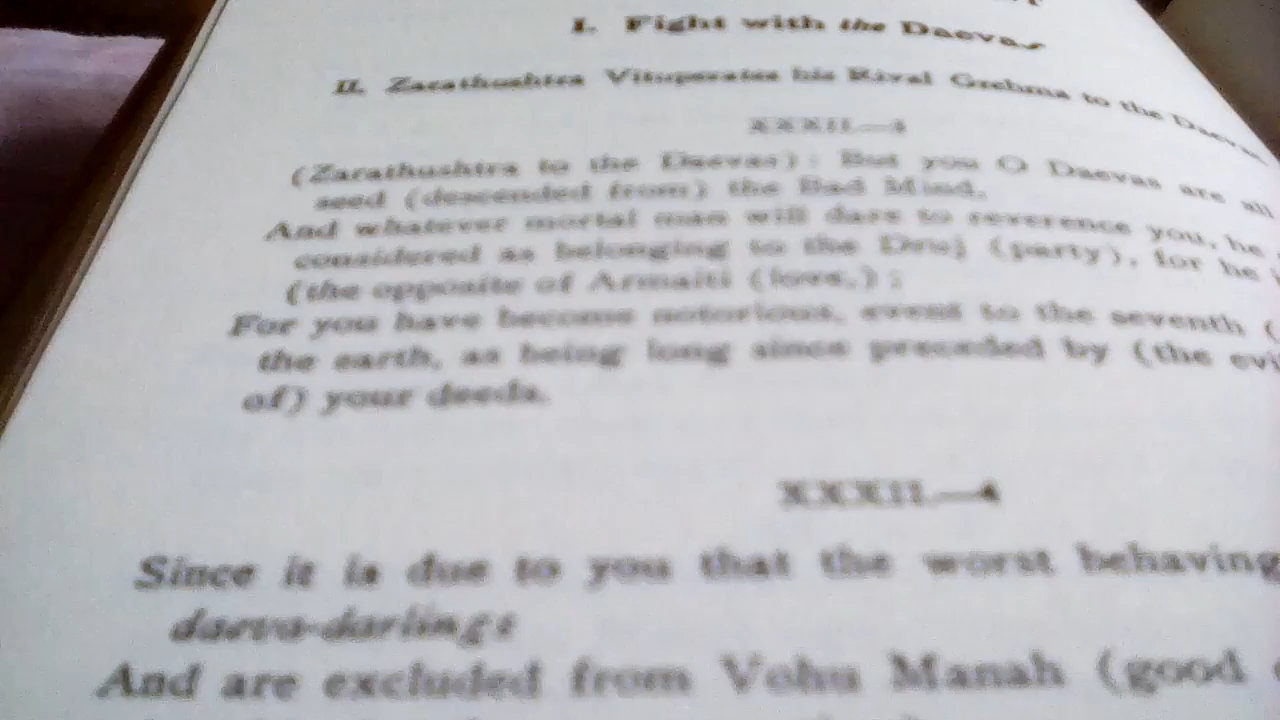 I. Fight with the Daevas
II. Zarathushtra Vituperates his Rival Grehma to the Daevas
XXXII.—3
(Zarathushtra to the Daevas) : But you O Daevas are all
seed (descended from) the Bad Mind,
And whatever mortal man will dare to reverence you, he
considered as belonging to the Druj (party), for he
(the opposite of Armaiti (love,) ;
For you have become notorious, event to the seventh (
the earth, as being long since preceded by (the evi
of) your deeds.
XXXII.—4
Since it is due to you that the worst behaving
daeva-darlings
And are excluded from Vohu Manah (good